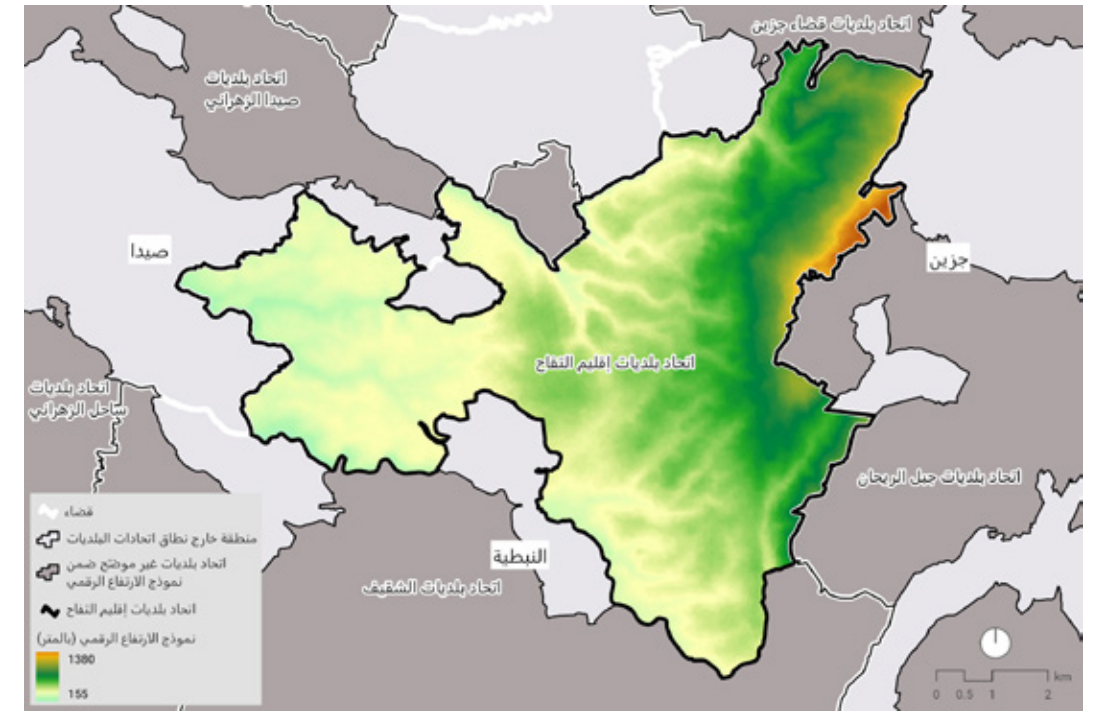 اتحاد بلديات قضاء جزين
اتحاد بلديات
صيدا الزهراني
صيدا
جزين
اتحاد بلديات إقليم التفاح
اتحاد بلديات
ساحل الزهراني
اتحاد بلديات جبل الريحان
النبطية
اتحاد بلديات الشقيف
قضاء
منطقة خارج نطاق اتحادات البلديات
اتحاد بلديات غير موضّح ضمن
نموذج الارتفاع الرقمي
اتحاد بلديات إقليم التفاح
نموذج الارتفاع الرقمي (بالمتر)
1380
155
km
0 0.5 1 2